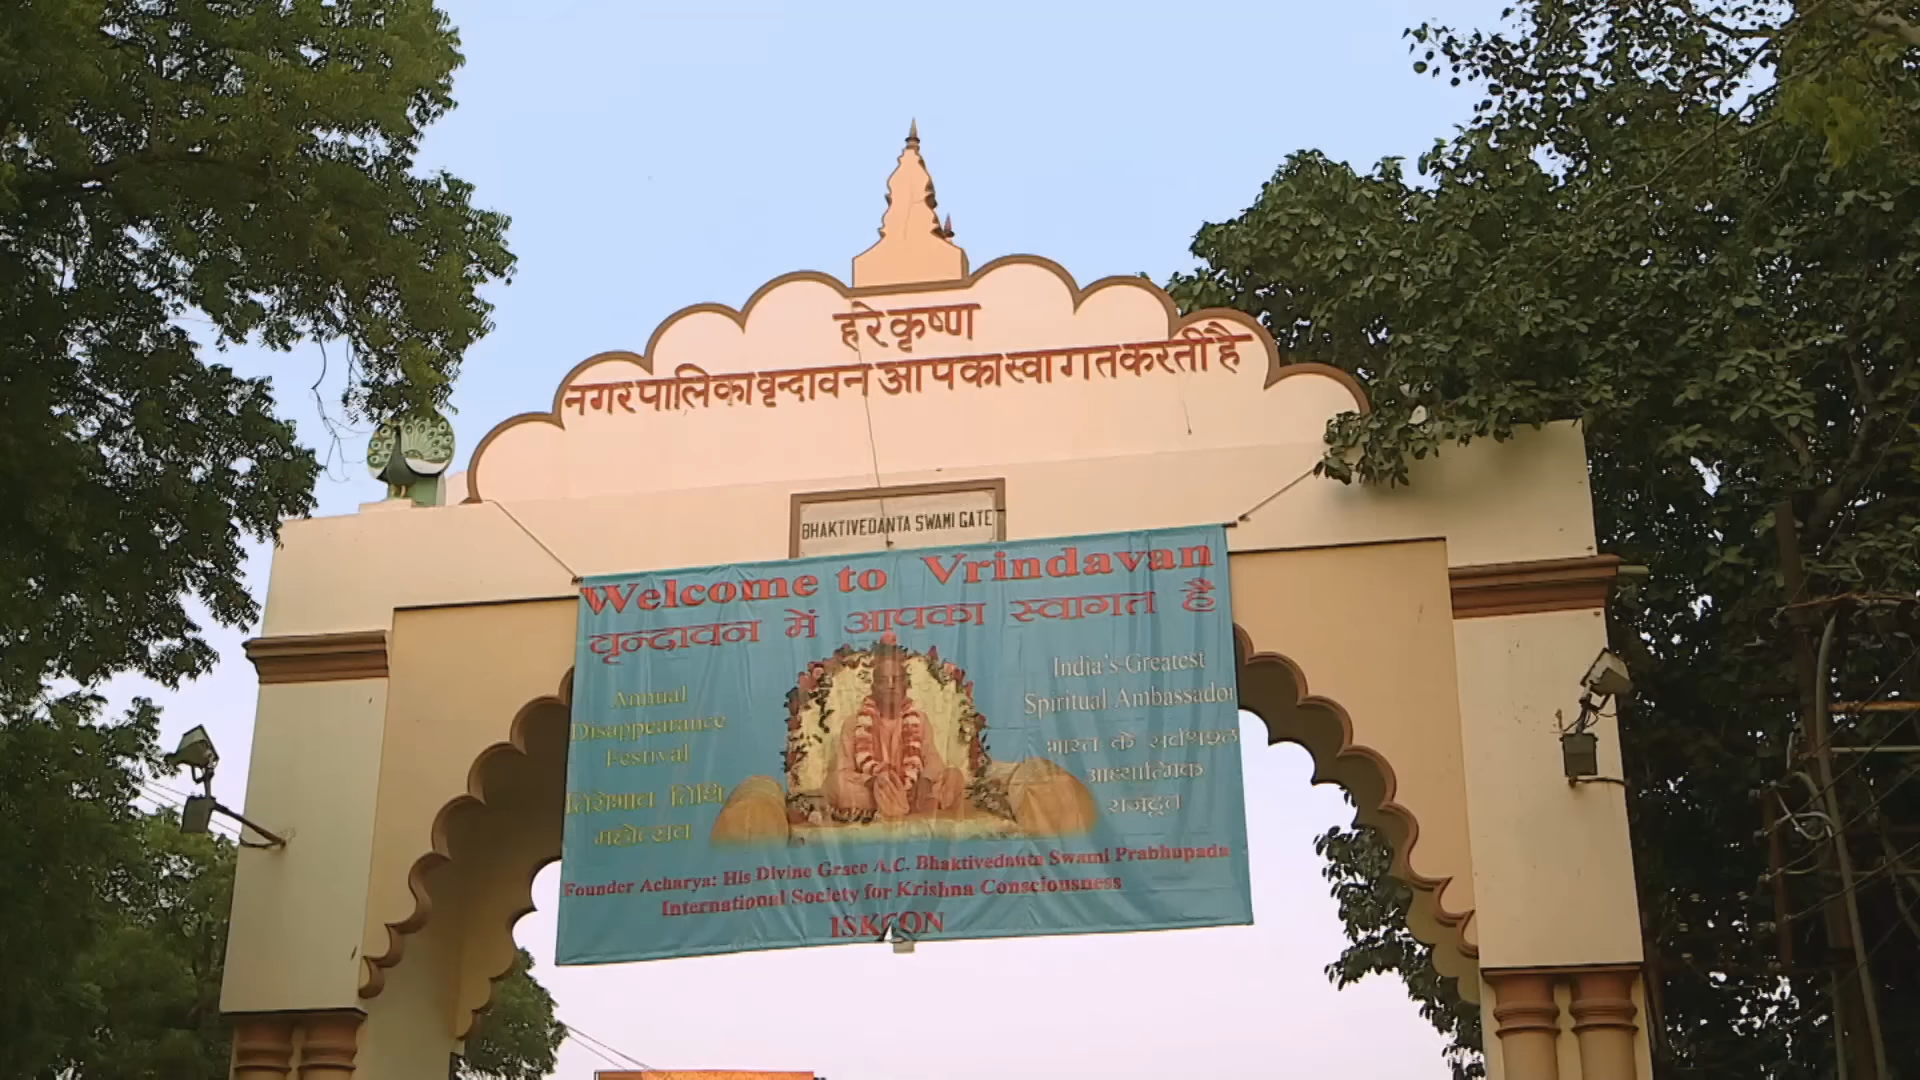 हरे कृष्ण
नगर पालिका वृन्दावन आपका स्वागत करती है
BHAKTIVEDANTA SWAMI GATE
Welcome to Vrindavan
वृन्दावन में आपका स्वागत है
Annual
Disappearance
Festival
तिरोभाव तिथि
महोत्सव
India's Greatest
Spiritual Ambassador
भारत के सर्वश्रेष्ठ
आध्यात्मिक
राजदूत
Founder Acharya: His Divine Grace A.C. Bhaktivedanta Swami Prabhupada
International Society for Krishna Consciousness
ISKCON